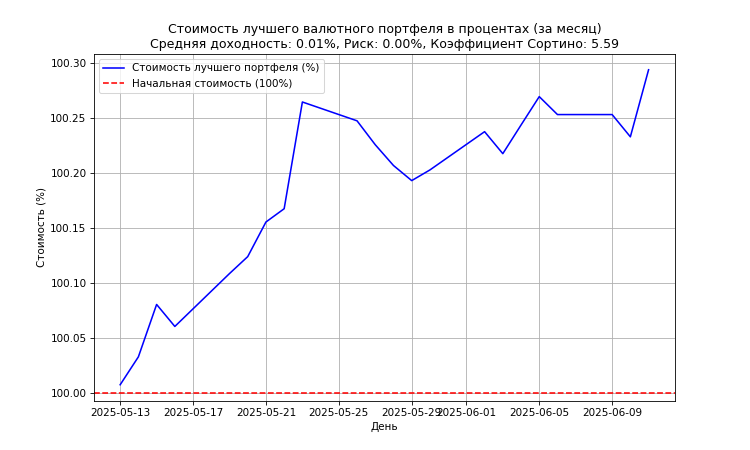 Стоимость лучшего валютного портфеля в процентах (за месяц)
Средняя доходность: 0.01%, Риск: 0.00%, Коэффициент Сортино: 5.59
Стоимость лучшего портфеля (%)
Начальная стоимость (100%)
Стоимость (%)
100.30
100.25
100.20
100.15
100.10
100.05
100.00
2025-05-13 2025-05-17 2025-05-21 2025-05-25 2025-05-29 2025-06-01 2025-06-05 2025-06-09
День